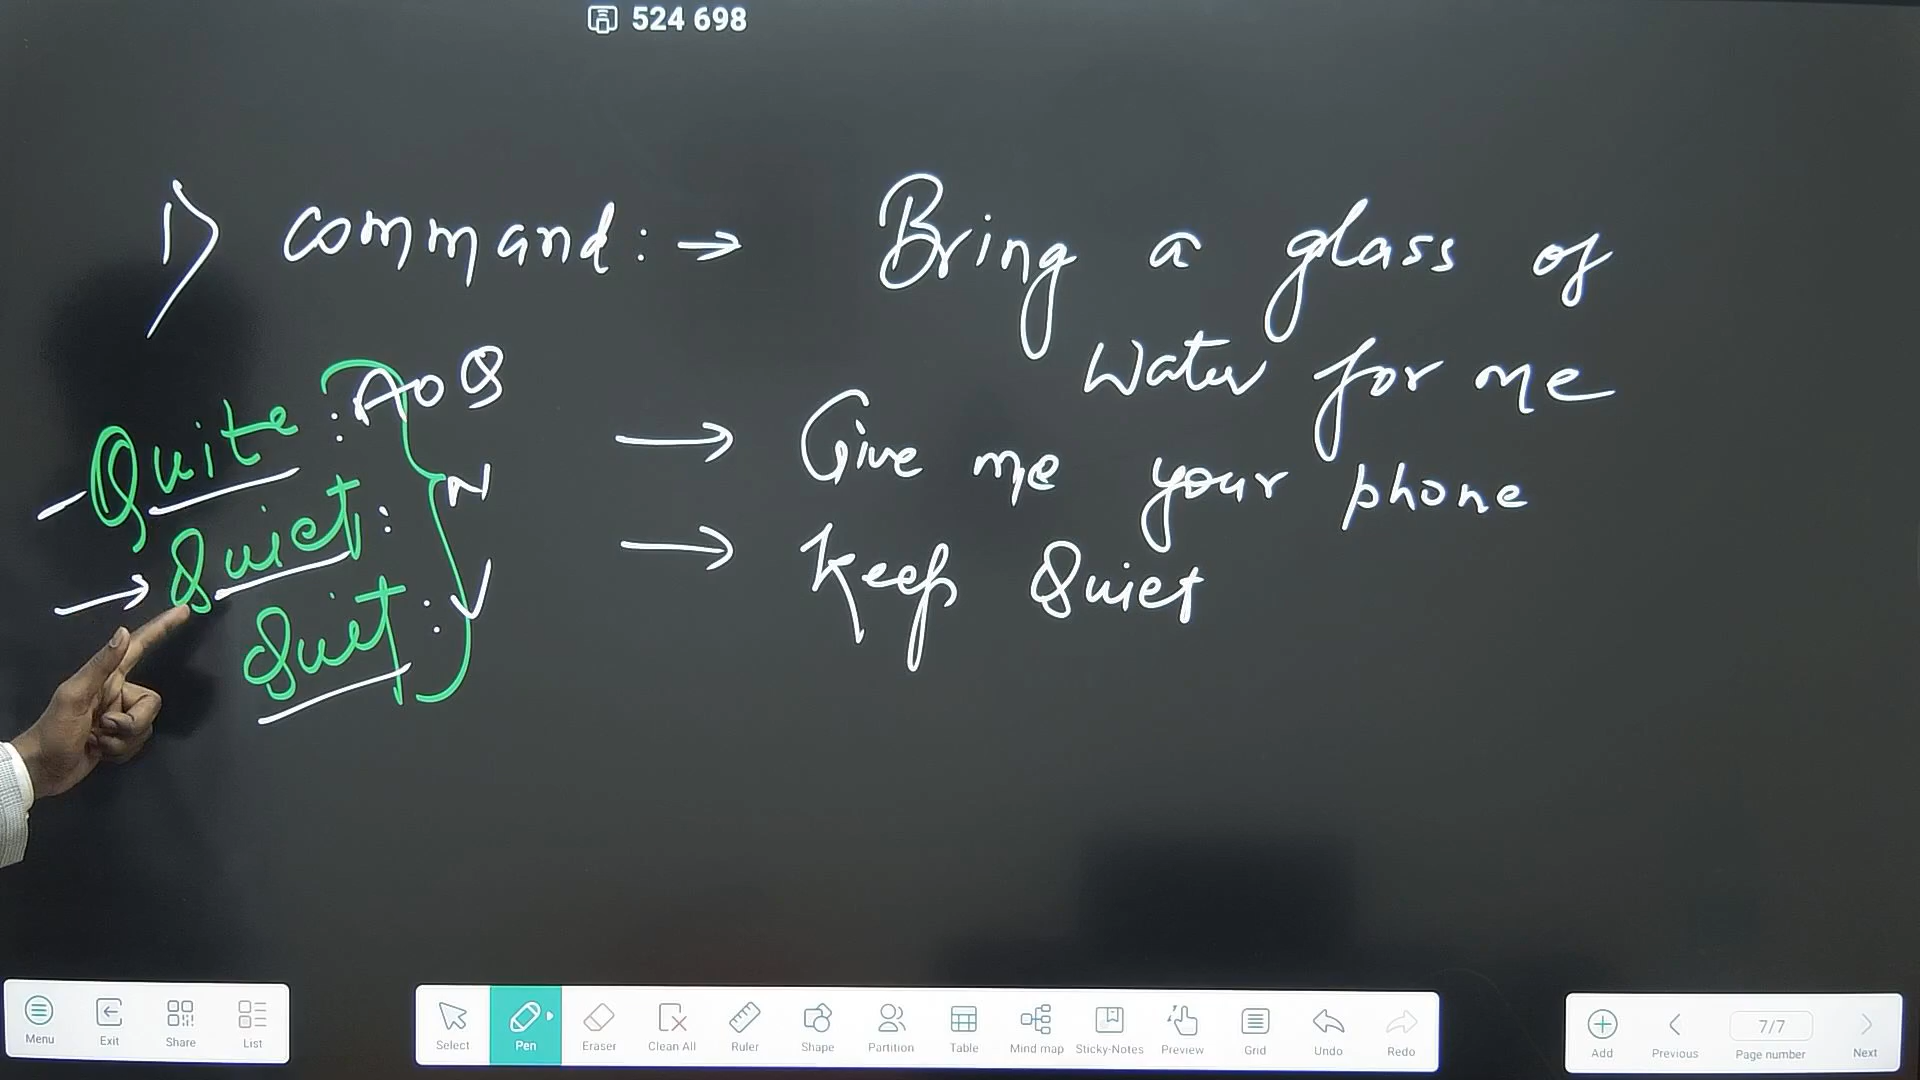 524 698
1) command: → Bring a glass of
water for me
→ Give me your phone
→ Keep Quiet
Quite : AOQ
→ Quiet : N
Quit : V
Menu Exit Share List
Select Pen Eraser Clean All Ruler Shape Partition Table Mind map Sticky-Notes Preview Grid Undo Redo
Add Previous 7/7 Page number Next